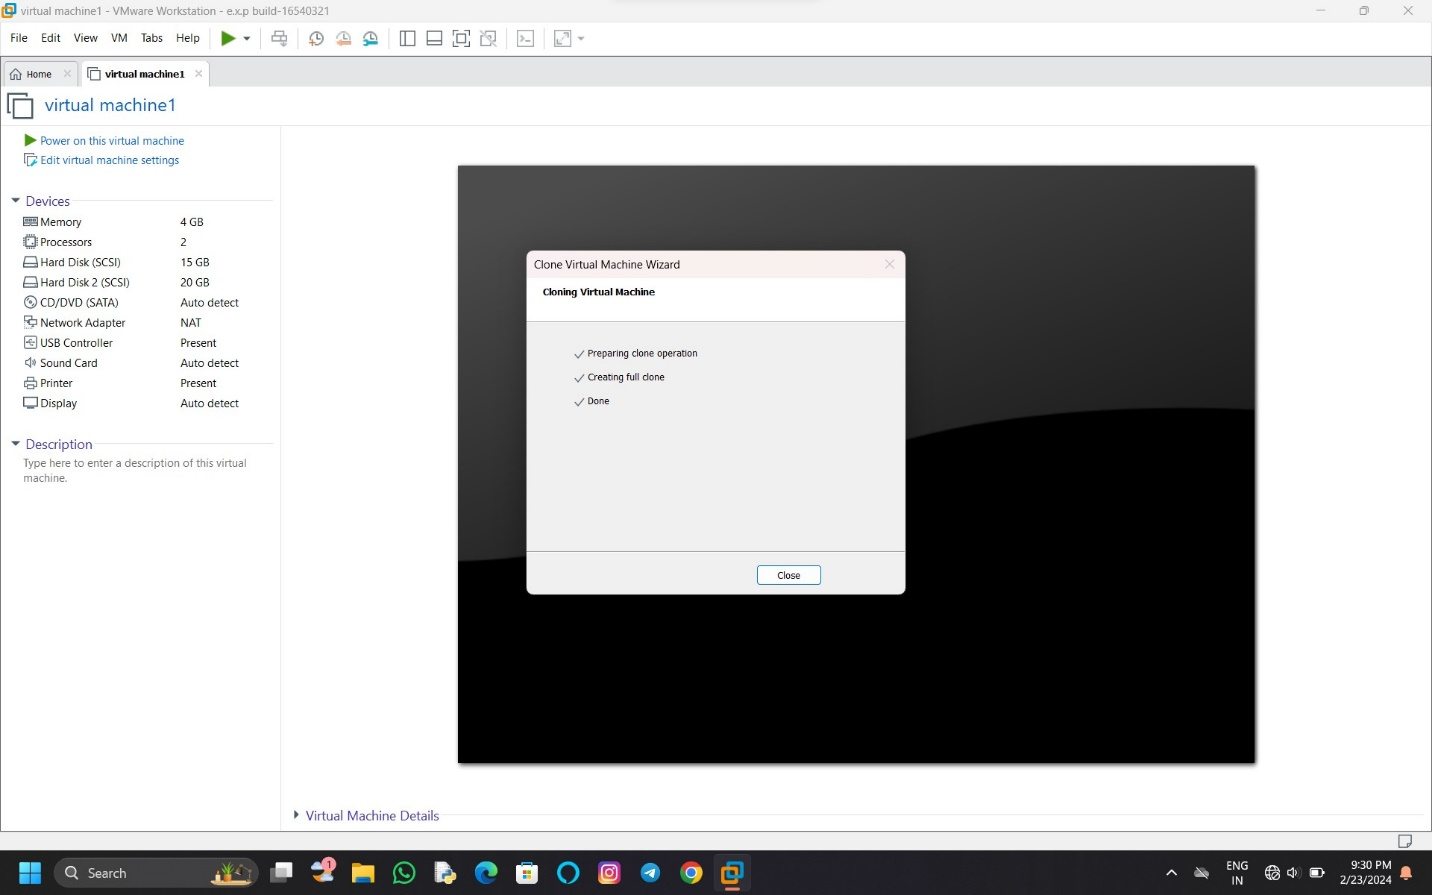 virtual machine1 - VMware Workstation - e.x.p build-16540321
File Edit View VM Tabs Help
Home
virtual machine1
virtual machine1
Power on this virtual machine
Edit virtual machine settings
Devices
Memory 4 GB
Processors 2
Hard Disk (SCSI) 15 GB
Hard Disk 2 (SCSI) 20 GB
CD/DVD (SATA) Auto detect
Network Adapter NAT
USB Controller Present
Sound Card Auto detect
Printer Present
Display Auto detect
Description
Type here to enter a description of this virtual
machine.
Clone Virtual Machine Wizard
Cloning Virtual Machine
Preparing clone operation
Creating full clone
Done
Close
Virtual Machine Details
Search
1
ENG
IN
9:30 PM
2/23/2024